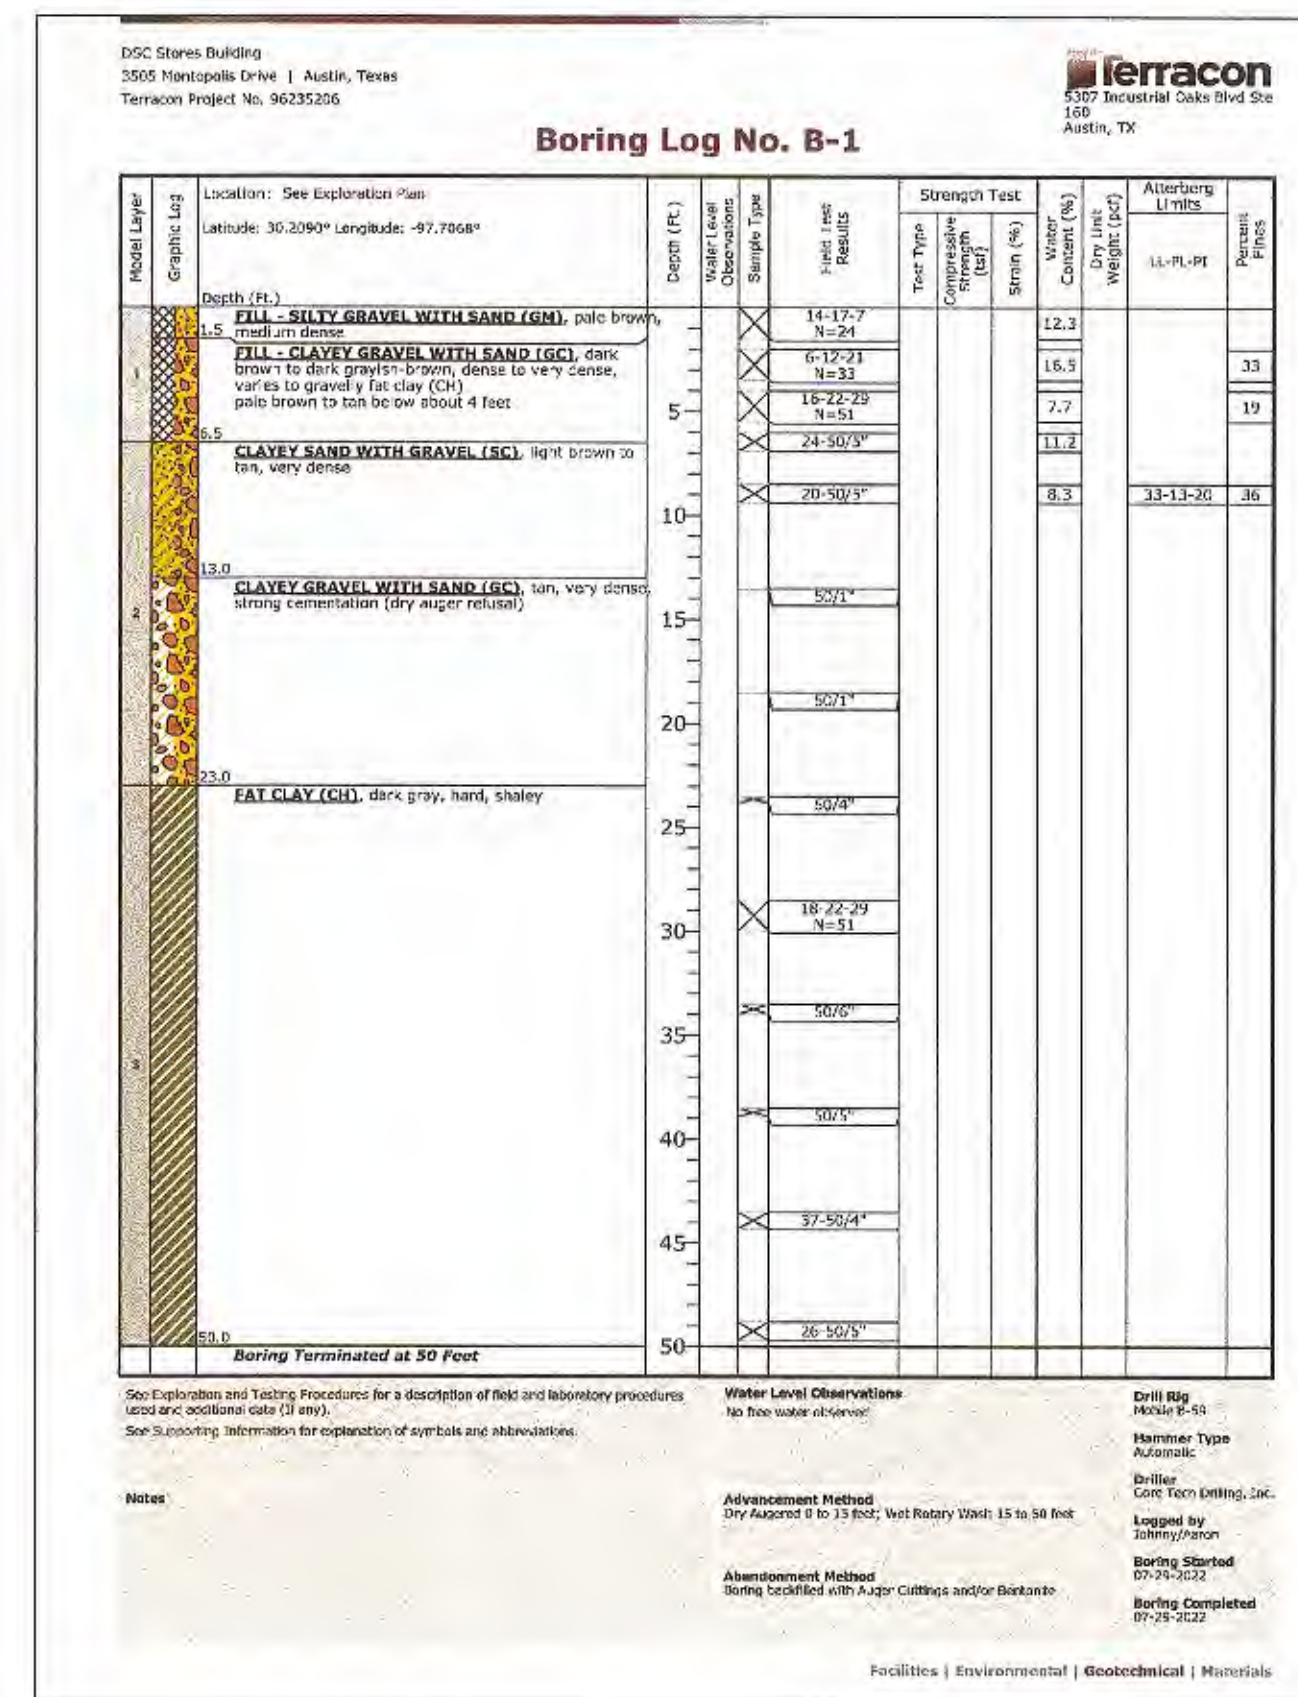 DSC Stores Building
3505 Montopolis Drive | Austin, Texas
Terracon Project No. 96235206
Terracon
5307 Industrial Oaks Blvd Ste
160
Austin, TX
Boring Log No. B-1
Model Layer
Graphic Log
Location: See Exploration Plan
Latitude: 30.2090° Longitude: -97.7068°
Depth (Ft.)
Depth (Ft.)
Water Level
Observations
Sample Type
Field Test
Results
Strength Test
Test Type
Compressive
Strength
(tsf)
Strain (%)
Water
Content (%)
Dry Unit
Weight (pcf)
Atterberg
Limits
LL-PL-PI
Percent
Fines
FILL - SILTY GRAVEL WITH SAND (GM), pale brown,
1.5 medium dense
14-17-7
N=24
12.3
FILL - CLAYEY GRAVEL WITH SAND (GC), dark
brown to dark grayish-brown, dense to very dense,
varies to gravelly fat clay (CH)
pale brown to tan below about 4 feet
6-12-21
N=33
16.5
33
1
5
16-22-29
N=51
7.7
19
6.5
24-50/5"
11.2
CLAYEY SAND WITH GRAVEL (SC), light brown to
tan, very dense
20-50/5"
8.3
33-13-20
36
10
13.0
CLAYEY GRAVEL WITH SAND (GC), tan, very dense,
strong cementation (dry auger refusal)
50/1"
2
15
50/1"
20
23.0
FAT CLAY (CH), dark gray, hard, shaley
50/4"
25
18-22-29
N=51
30
50/6"
35
3
50/5"
40
37-50/4"
45
26-50/5"
50.0
50
Boring Terminated at 50 Feet
See Exploration and Testing Procedures for a description of field and laboratory procedures
used and additional data (If any).
See Supporting Information for explanation of symbols and abbreviations.
Notes
Water Level Observations
No free water observed
Advancement Method
Dry Augered 0 to 15 feet; Wet Rotary Wash 15 to 50 feet
Abandonment Method
Boring backfilled with Auger Cuttings and/or Bentonite
Drill Rig
Mobile B-59
Hammer Type
Automatic
Driller
Core Tech Drilling, Inc.
Logged by
Johnny/Aaron
Boring Started
07-29-2022
Boring Completed
07-29-2022
Facilities | Environmental | Geotechnical | Materials